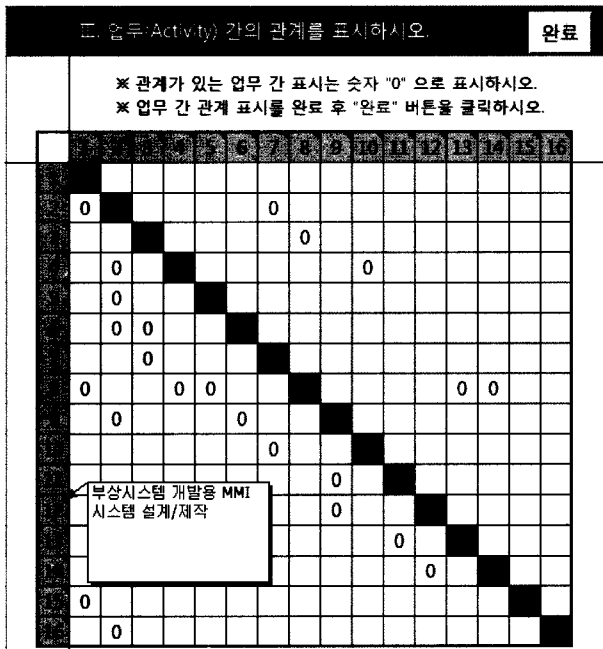 Ⅲ. 업무(Activity) 간의 관계를 표시하시오.
완료
※ 관계가 있는 업무 간 표시는 숫자 "0" 으로 표시하시오.
※ 업무 간 관계 표시를 완료 후 "완료" 버튼을 클릭하시오.
4 5 6 7 8 9 10 11 12 13 14 15 16
0 0
0
0 0
0
0 0
0
0 0 0 0 0
0 0
0
0
부상시스템 개발용 MMI
시스템 설계/제작
0
0
0
0
0